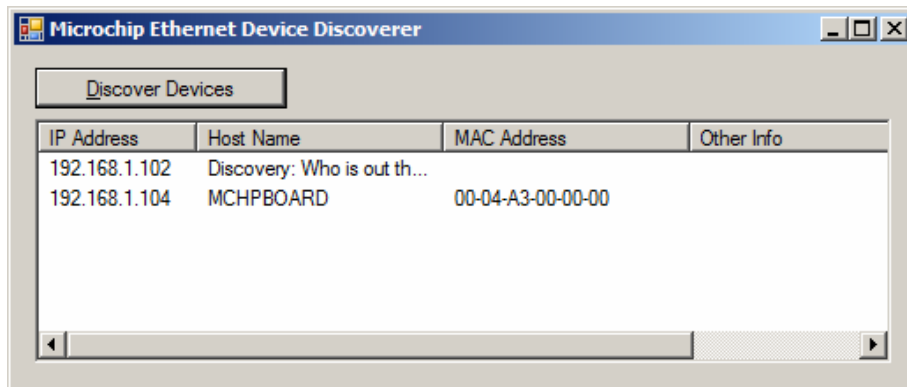 Microchip Ethernet Device Discoverer
Discover Devices
IP Address Host Name MAC Address Other Info
192.168.1.102 Discovery: Who is out th...
192.168.1.104 MCHPBOARD 00-04-A3-00-00-00